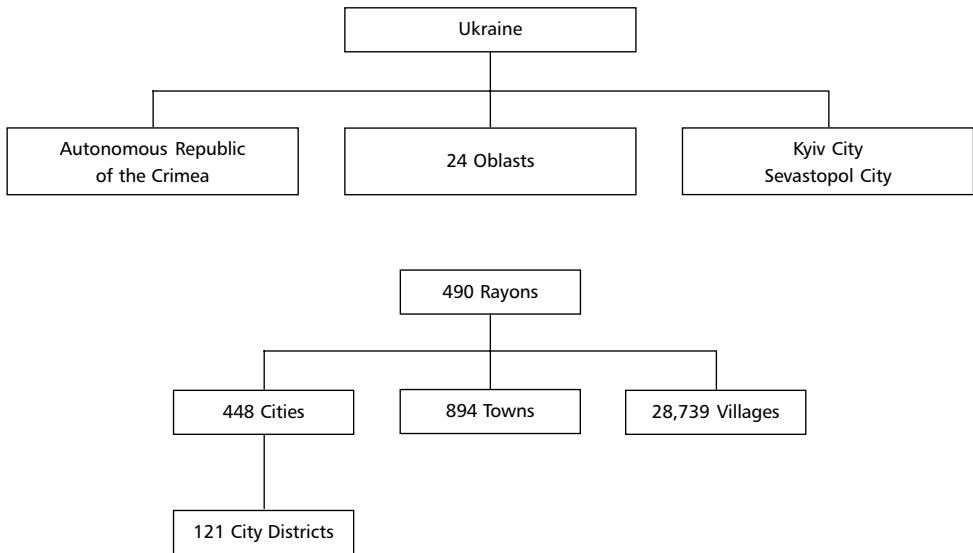 Ukraine
Autonomous Republic
of the Crimea
24 Oblasts
Kyiv City
Sevastopol City
490 Rayons
448 Cities
894 Towns
28,739 Villages
121 City Districts